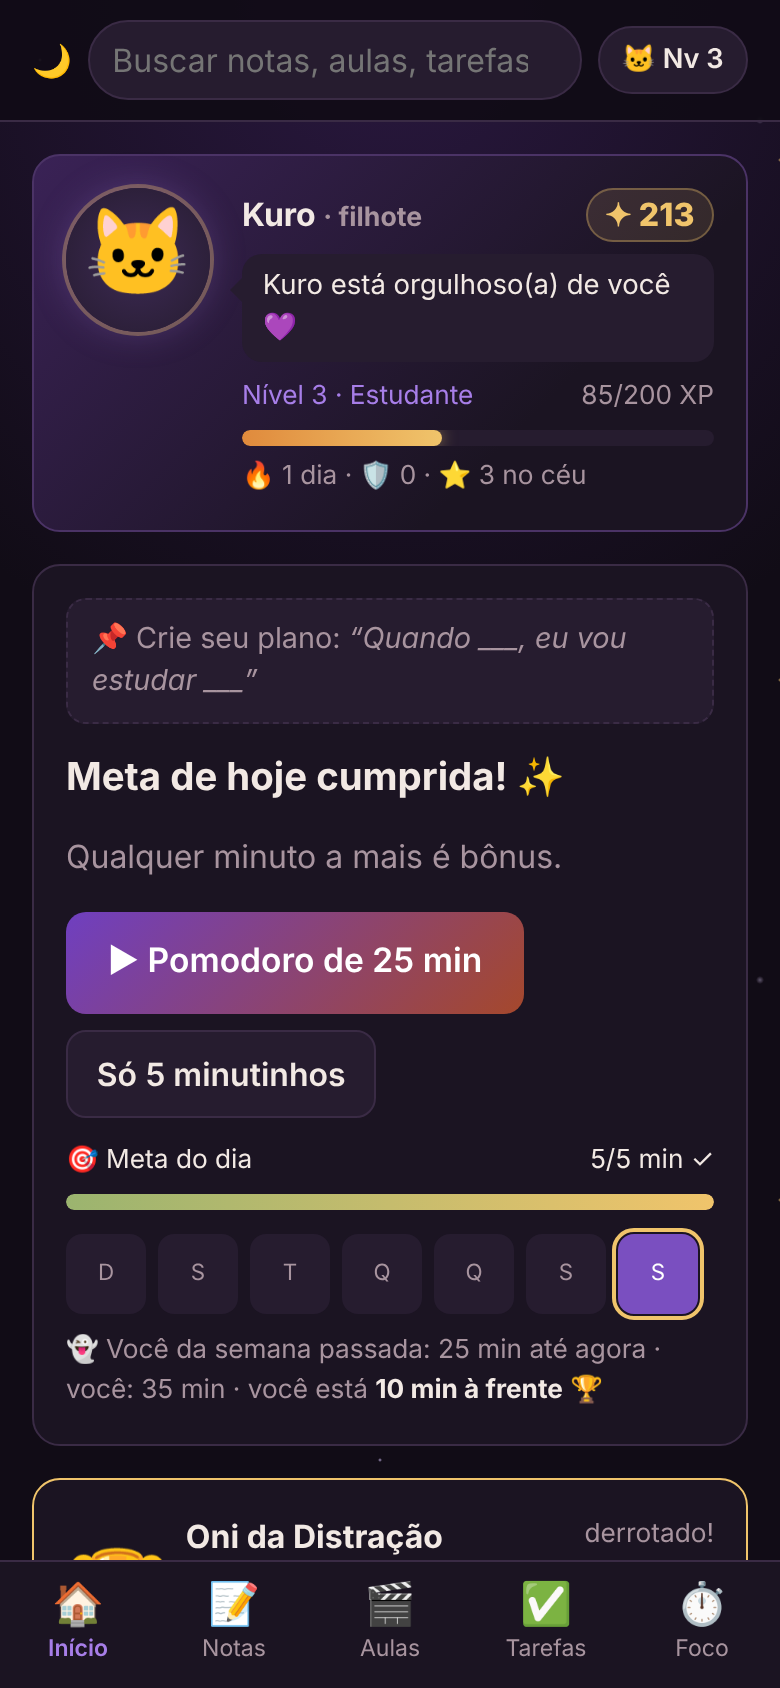 Buscar notas, aulas, tarefas
Nv 3
Kuro · filhote
✦ 213
Kuro está orgulhoso(a) de você
💜
Nível 3 · Estudante
85/200 XP
🔥 1 dia · 🛡️ 0 · ⭐ 3 no céu
📌 Crie seu plano: “Quando ___, eu vou
estudar ___”
Meta de hoje cumprida! ✨
Qualquer minuto a mais é bônus.
▶ Pomodoro de 25 min
Só 5 minutinhos
🎯 Meta do dia
5/5 min ✓
D S T Q Q S S
👻 Você da semana passada: 25 min até agora ·
você: 35 min · você está 10 min à frente 🏆
Oni da Distração
derrotado!
Início
Notas
Aulas
Tarefas
Foco